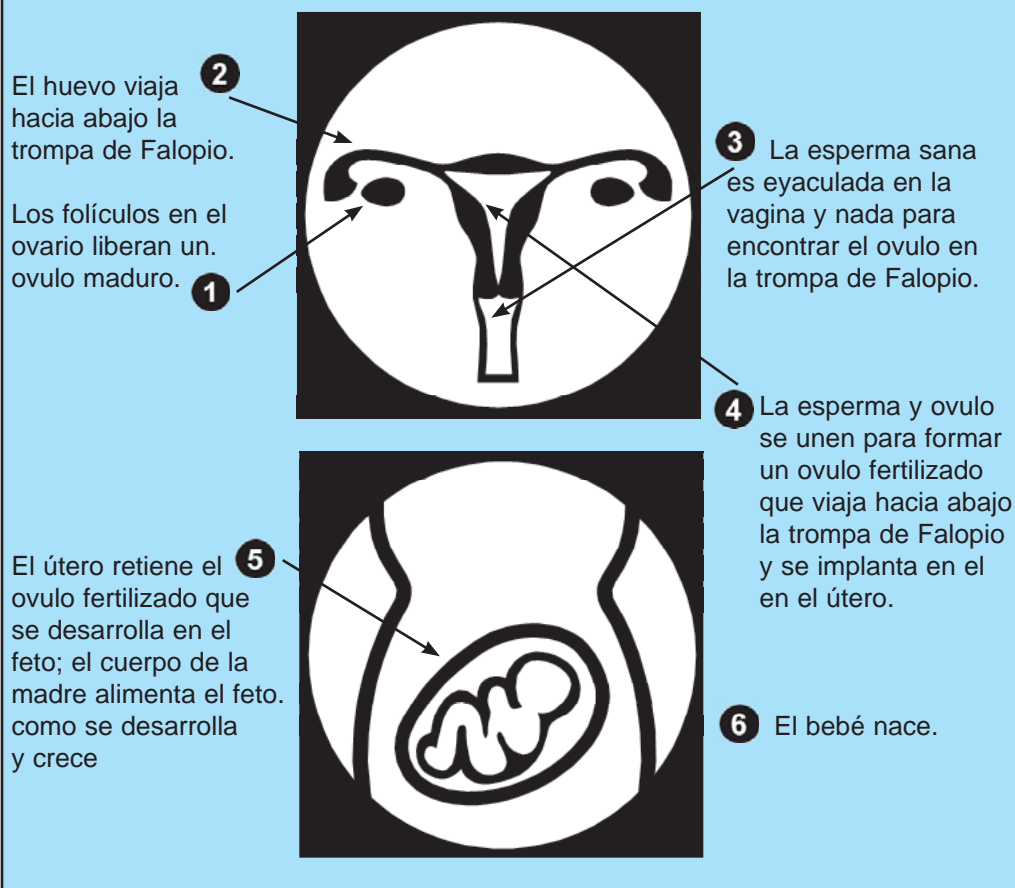 2
El huevo viaja
hacia abajo la
trompa de Falopio.
Los folículos en el
ovario liberan un.
ovulo maduro.
1
3 La esperma sana
es eyaculada en la
vagina y nada para
encontrar el ovulo en
la trompa de Falopio.
4 La esperma y ovulo
se unen para formar
un ovulo fertilizado
que viaja hacia abajo
la trompa de Falopio
y se implanta en el
en el útero.
El útero retiene el 5
ovulo fertilizado que
se desarrolla en el
feto; el cuerpo de la
madre alimenta el feto.
como se desarrolla
y crece
6 El bebé nace.